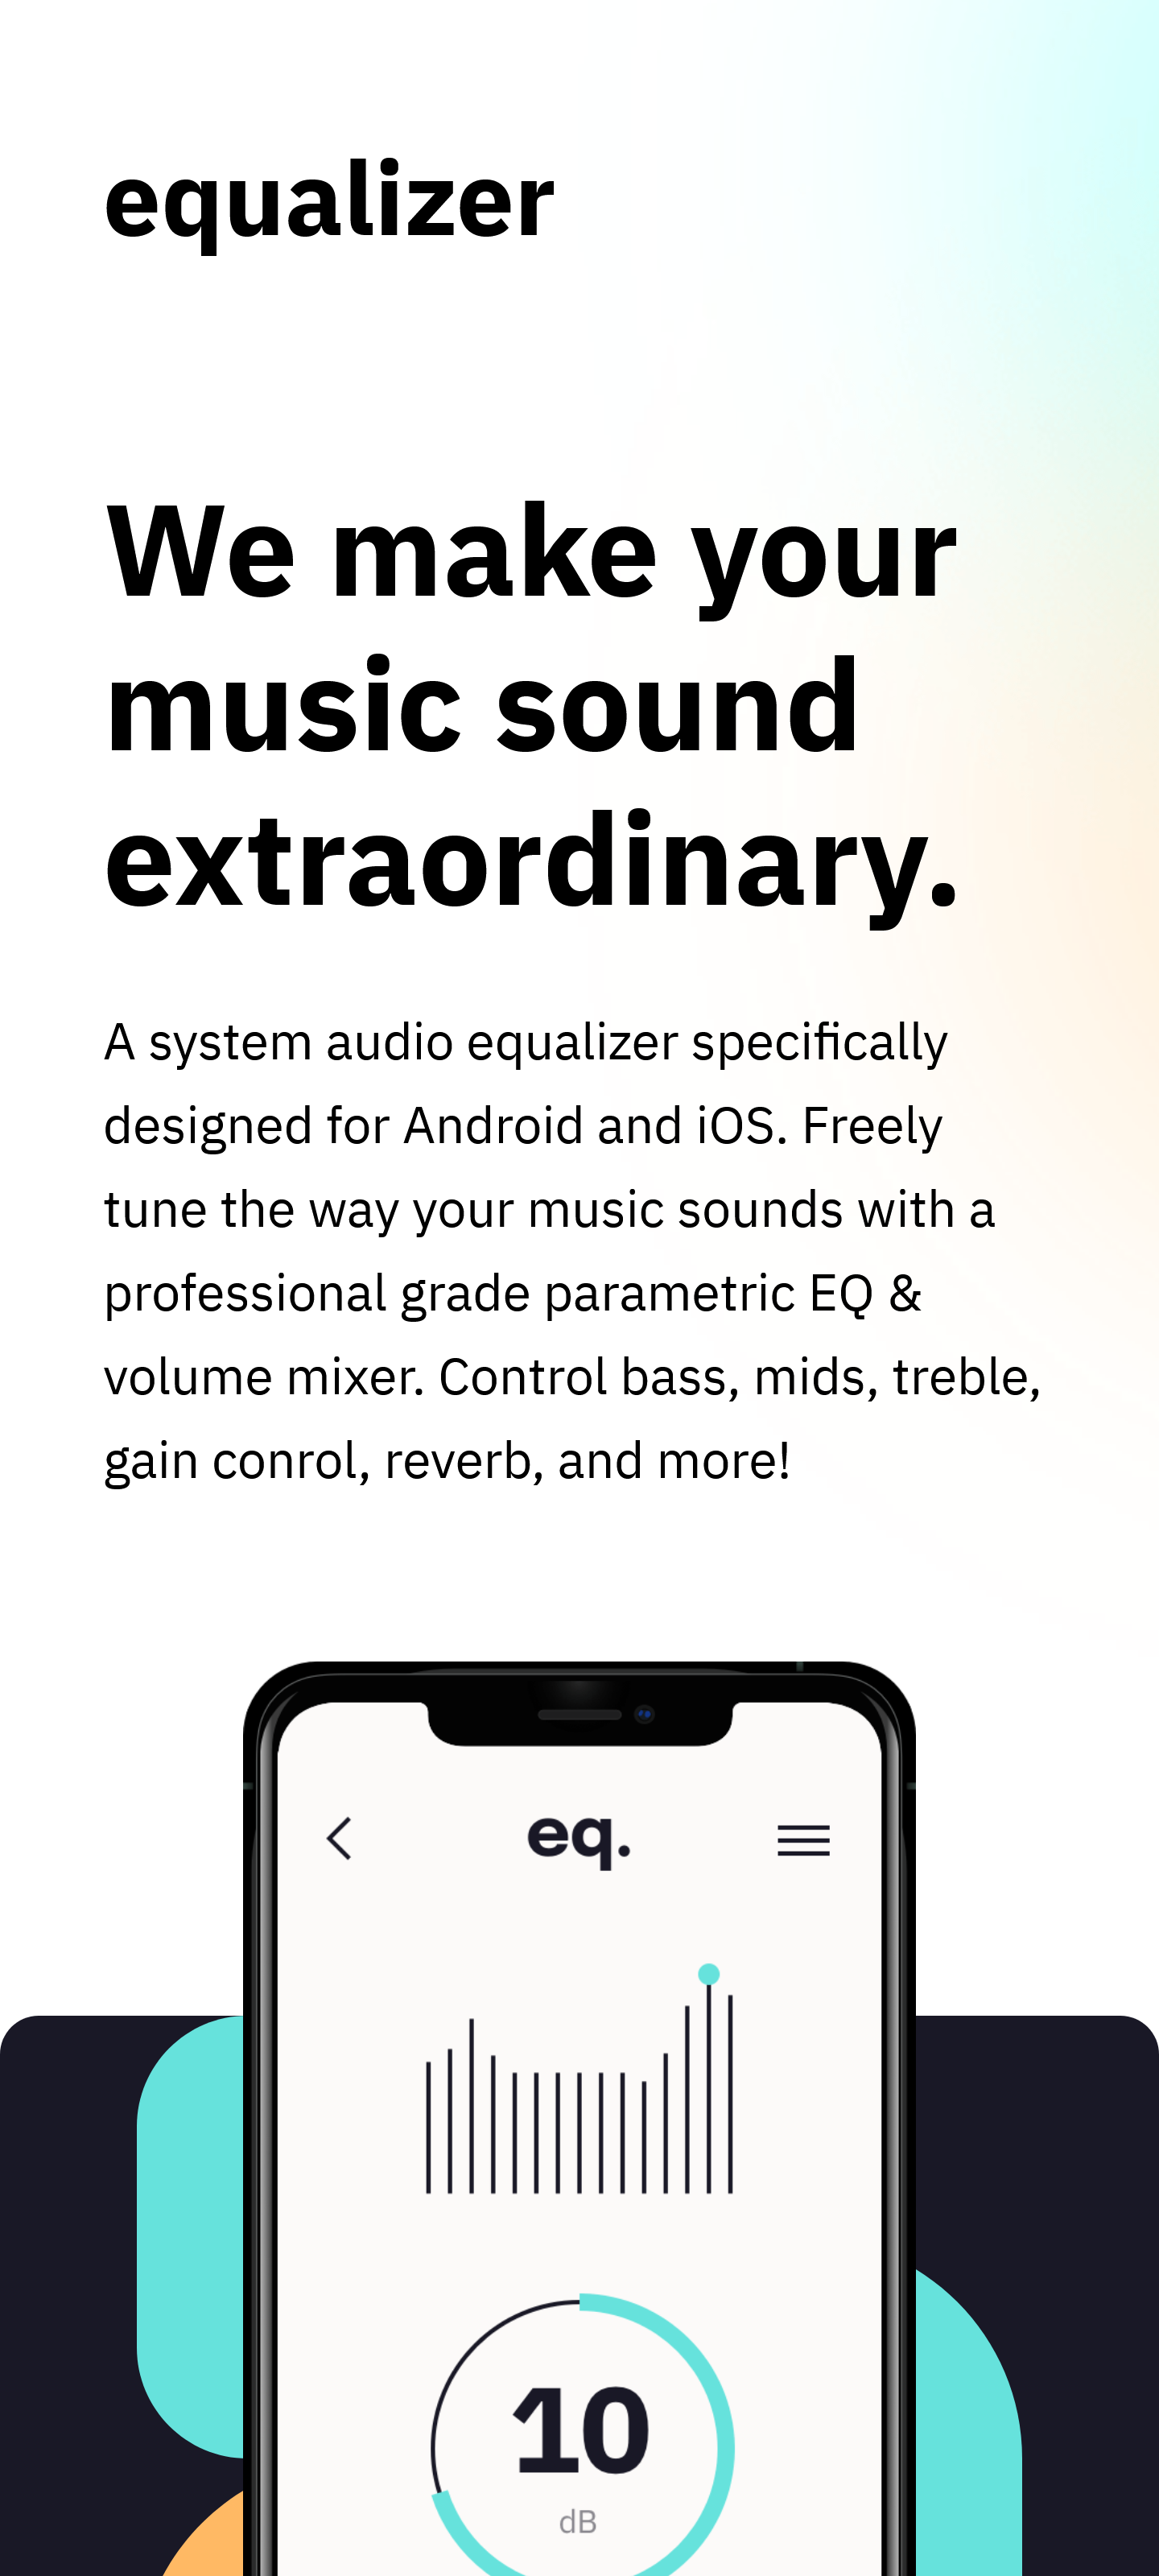 equalizer
We make your
music sound
extraordinary.
A system audio equalizer specifically
designed for Android and iOS. Freely
tune the way your music sounds with a
professional grade parametric EQ &
volume mixer. Control bass, mids, treble,
gain conrol, reverb, and more!
eq.
10
dB